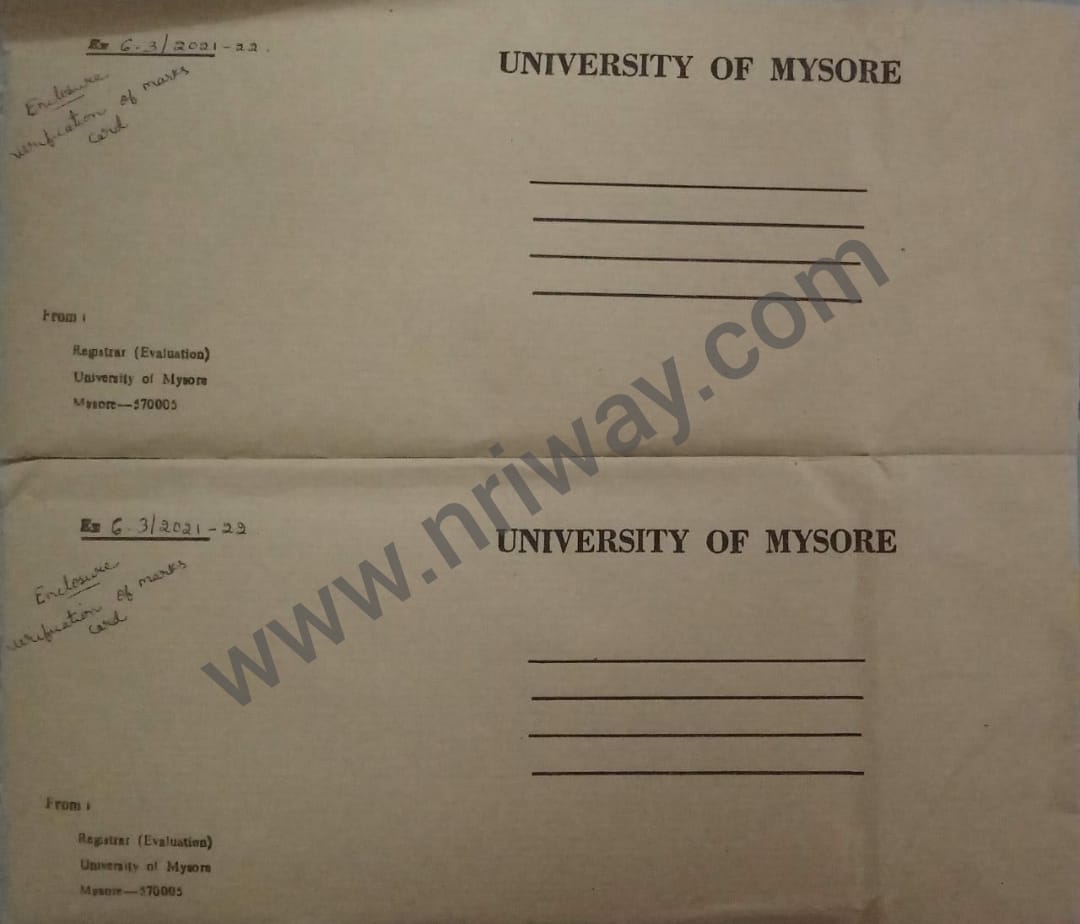 Ex 6.3/2021-22.
UNIVERSITY OF MYSORE
Enclosure
verification of marks
card
From :
Registrar (Evaluation)
University of Mysore
Mysore—570005
www.nriway.com
Ex 6.3/2021-22
UNIVERSITY OF MYSORE
Enclosure
verification of marks
card
From :
Registrar (Evaluation)
University of Mysore
Mysore—570005